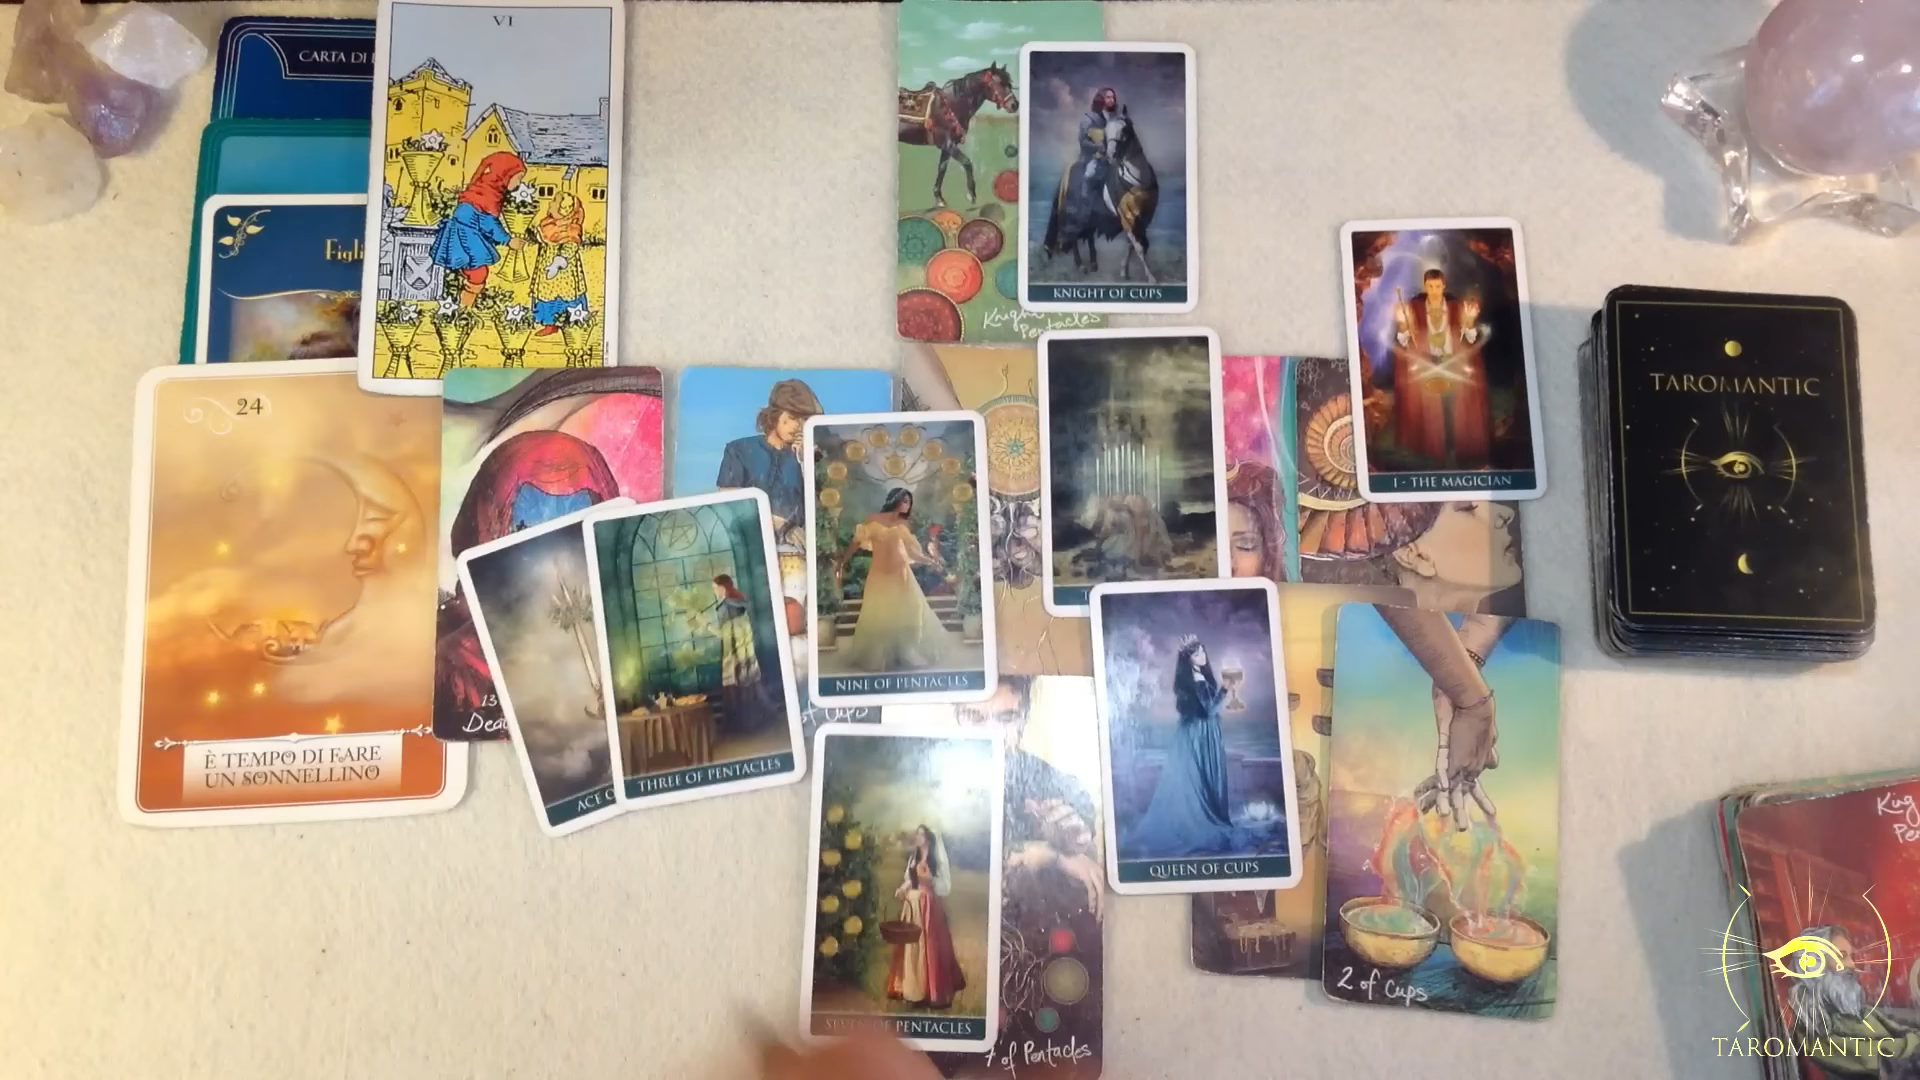 CARTA DI
VI
Figli
24
È TEMPO DI FARE
UN SONNELLINO
13
ACE
THREE OF PENTACLES
of Cups
NINE OF PENTACLES
SEVEN OF PENTACLES
7 of Pentacles
Knight
Pentacles
KNIGHT OF CUPS
QUEEN OF CUPS
2 of Cups
I - THE MAGICIAN
TAROMANTIC
King
TAROMANTIC